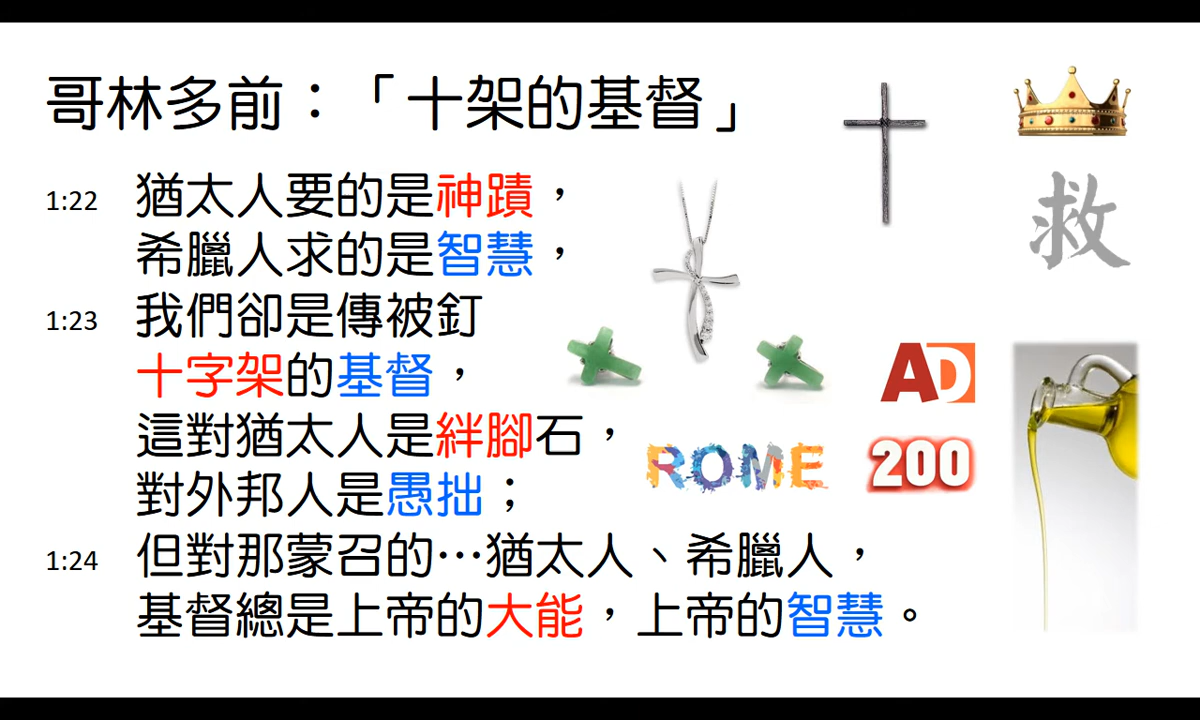 哥林多前：「十架的基督」
1:22 猶太人要的是神蹟，
希臘人求的是智慧，
1:23 我們卻是傳被釘
十字架的基督，
這對猶太人是絆腳石，
對外邦人是愚拙；
1:24 但對那蒙召的…猶太人、希臘人，
基督總是上帝的大能，上帝的智慧。
救
AD
ROME
200